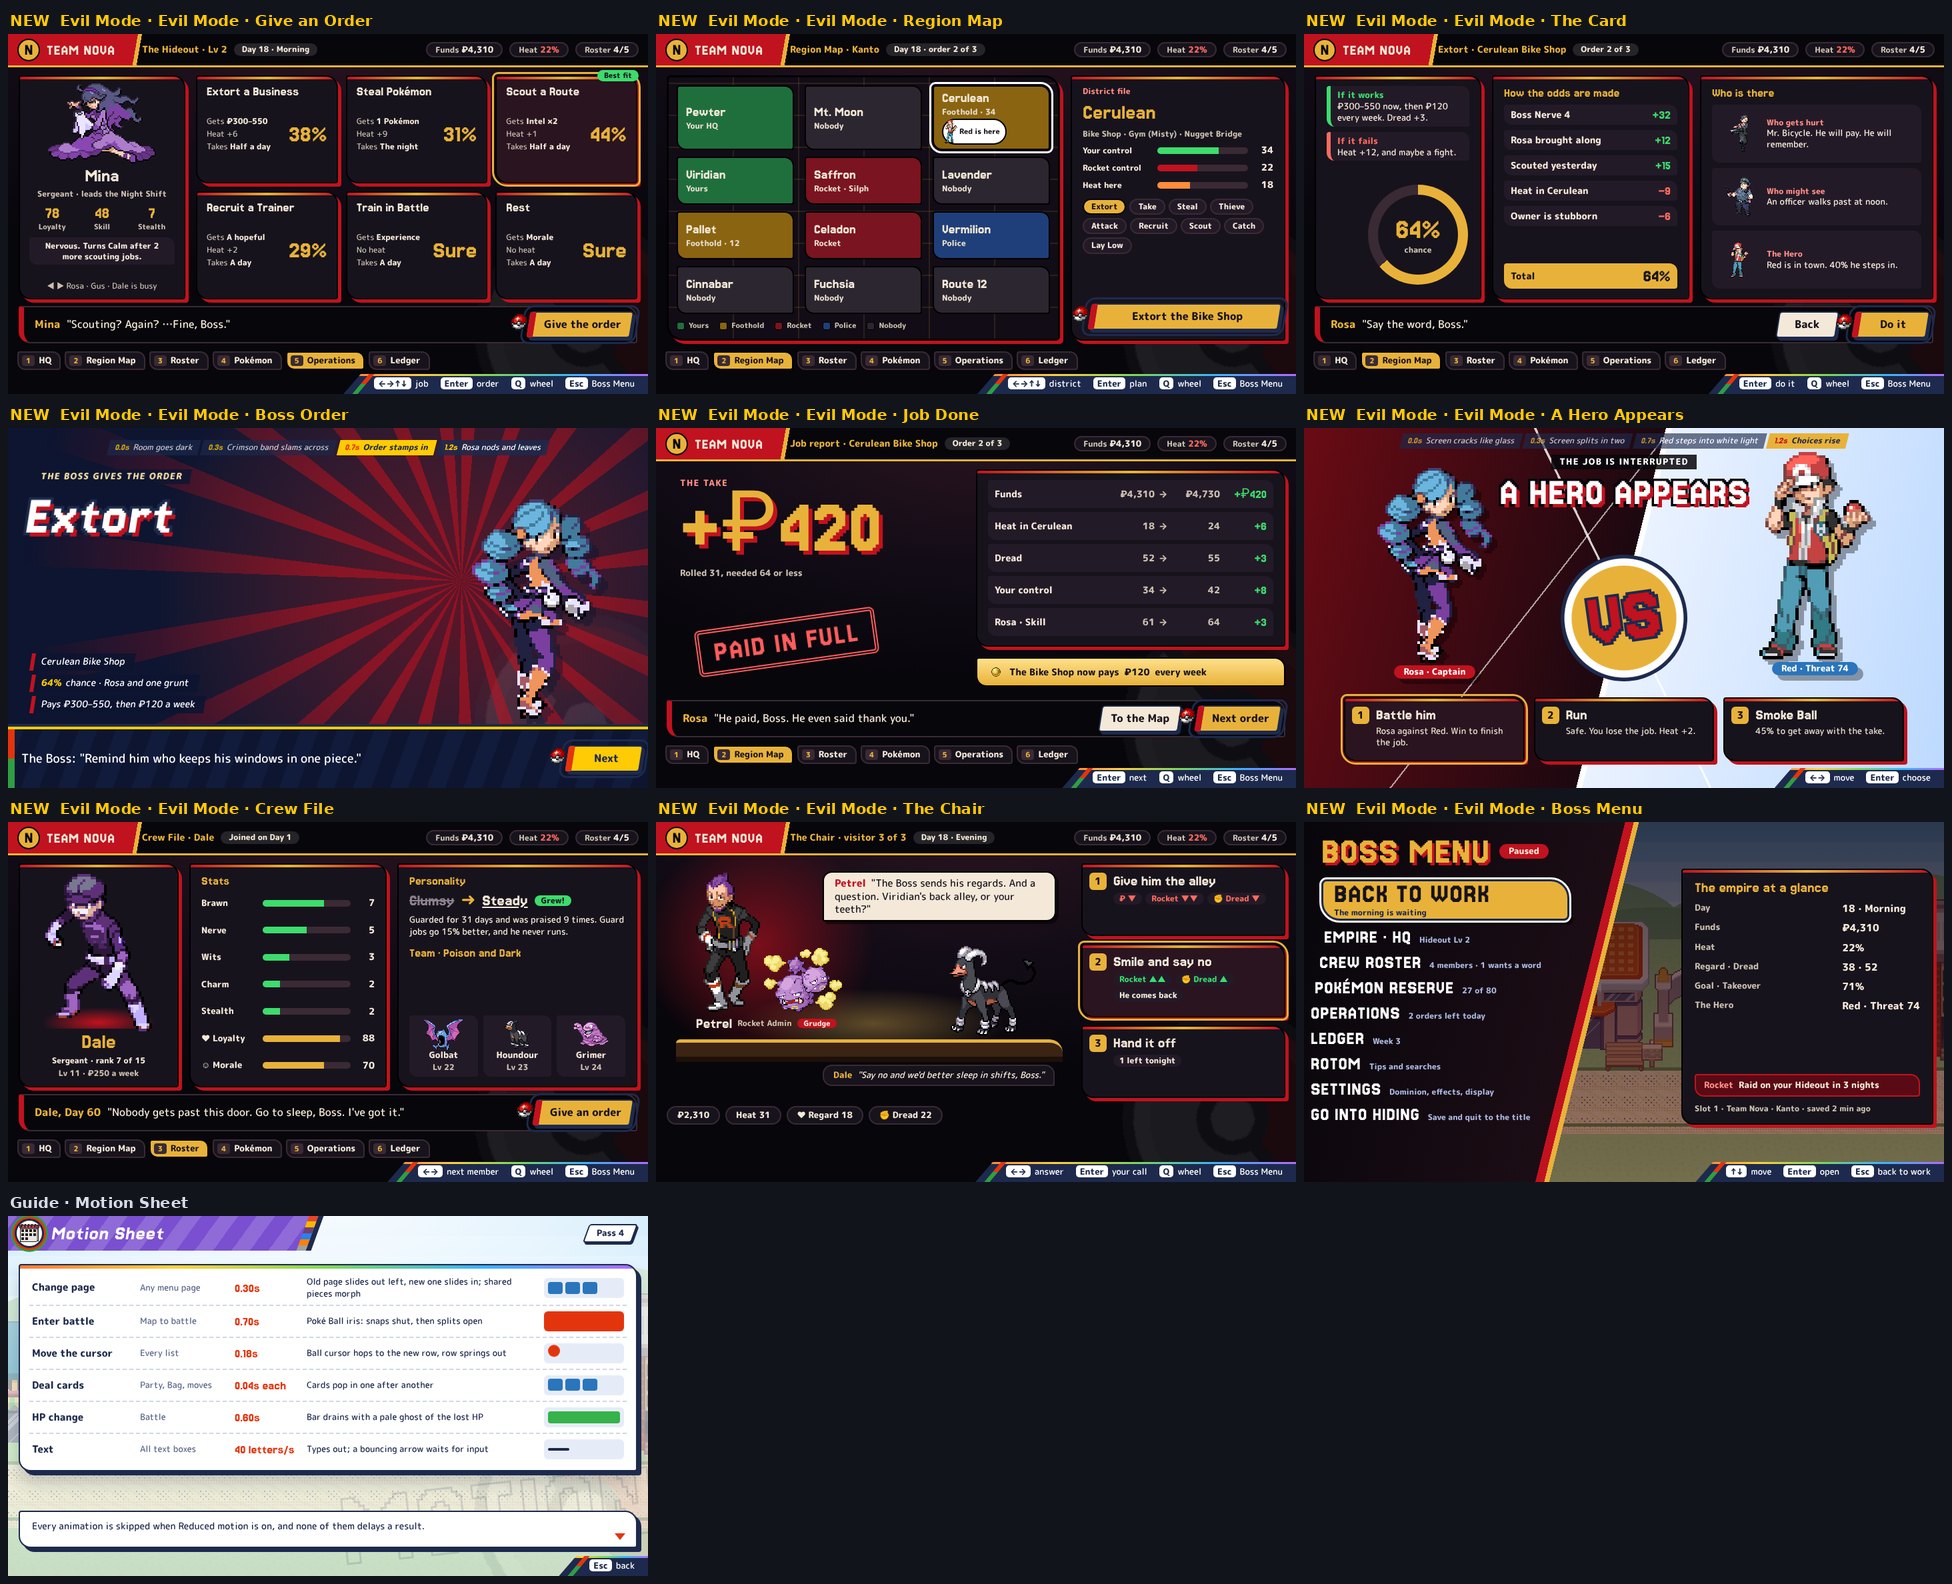 NEW Evil Mode · Evil Mode · Give an Order
N TEAM NOVA
The Hideout · Lv 2
Day 18 · Morning
Funds ₽4,310
Heat 22%
Roster 4/5
Mina
Sergeant · leads the Night Shift
78 48 7
Loyalty Skill Stealth
Nervous. Turns Calm after 2
more scouting jobs.
◀ ▶ Rosa · Gus · Dale is busy
Extort a Business
Gets ₽300–550
Heat +6
Takes Half a day
38%
Steal Pokémon
Gets 1 Pokémon
Heat +9
Takes The night
31%
Best fit
Scout a Route
Gets Intel ×2
Heat +1
Takes Half a day
44%
Recruit a Trainer
Gets A hopeful
Heat +2
Takes A day
29%
Train in Battle
Gets Experience
No heat
Takes A day
Sure
Rest
Gets Morale
No heat
Takes A day
Sure
Mina "Scouting? Again? ···Fine, Boss."
Give the order
1 HQ 2 Region Map 3 Roster 4 Pokémon 5 Operations 6 Ledger
←→↑↓ job Enter order Q wheel Esc Boss Menu
NEW Evil Mode · Evil Mode · Region Map
N TEAM NOVA
Region Map · Kanto
Day 18 · order 2 of 3
Funds ₽4,310
Heat 22%
Roster 4/5
Pewter
Your HQ
Mt. Moon
Nobody
Cerulean
Foothold · 34
Red is here
Viridian
Yours
Saffron
Rocket · Silph
Lavender
Nobody
Pallet
Foothold · 12
Celadon
Rocket
Vermilion
Police
Cinnabar
Nobody
Fuchsia
Nobody
Route 12
Nobody
Yours Foothold Rocket Police Nobody
District file
Cerulean
Bike Shop · Gym (Misty) · Nugget Bridge
Your control 34
Rocket control 22
Heat here 18
Extort Take Steal Thieve
Attack Recruit Scout Catch
Lay Low
Extort the Bike Shop
1 HQ 2 Region Map 3 Roster 4 Pokémon 5 Operations 6 Ledger
←→↑↓ district Enter plan Q wheel Esc Boss Menu
NEW Evil Mode · Evil Mode · The Card
N TEAM NOVA
Extort · Cerulean Bike Shop
Order 2 of 3
Funds ₽4,310
Heat 22%
Roster 4/5
If it works
₽300–550 now, then ₽120
every week. Dread +3.
If it fails
Heat +12, and maybe a fight.
64%
chance
How the odds are made
Boss Nerve 4 +32
Rosa brought along +12
Scouted yesterday +15
Heat in Cerulean −9
Owner is stubborn −6
Total 64%
Who is there
Who gets hurt
Mr. Bicycle. He will pay. He will
remember.
Who might see
An officer walks past at noon.
The Hero
Red is in town. 40% he steps in.
Rosa "Say the word, Boss."
Back
Do it
1 HQ 2 Region Map 3 Roster 4 Pokémon 5 Operations 6 Ledger
Enter do it Q wheel Esc Boss Menu
NEW Evil Mode · Evil Mode · Boss Order
0.0s Room goes dark 0.3s Crimson band slams across 0.7s Order stamps in 1.2s Rosa nods and leaves
THE BOSS GIVES THE ORDER
Extort
Cerulean Bike Shop
64% chance · Rosa and one grunt
Pays ₽300–550, then ₽120 a week
The Boss: "Remind him who keeps his windows in one piece."
Next
NEW Evil Mode · Evil Mode · Job Done
N TEAM NOVA
Job report · Cerulean Bike Shop
Order 2 of 3
Funds ₽4,310
Heat 22%
Roster 4/5
THE TAKE
+₽420
Rolled 31, needed 64 or less
PAID IN FULL
Funds ₽4,310 → ₽4,730 +₽420
Heat in Cerulean 18 → 24 +6
Dread 52 → 55 +3
Your control 34 → 42 +8
Rosa · Skill 61 → 64 +3
The Bike Shop now pays ₽120 every week
Rosa "He paid, Boss. He even said thank you."
To the Map
Next order
1 HQ 2 Region Map 3 Roster 4 Pokémon 5 Operations 6 Ledger
Enter next Q wheel Esc Boss Menu
NEW Evil Mode · Evil Mode · A Hero Appears
0.0s Screen cracks like glass 0.3s Screen splits in two 0.7s Red steps into white light 1.2s Choices rise
THE JOB IS INTERRUPTED
A HERO APPEARS
VS
Rosa · Captain
Red · Threat 74
1 Battle him
Rosa against Red. Win to finish
the job.
2 Run
Safe. You lose the job. Heat +2.
3 Smoke Ball
45% to get away with the take.
←→ move Enter choose
NEW Evil Mode · Evil Mode · Crew File
N TEAM NOVA
Crew File · Dale
Joined on Day 1
Funds ₽4,310
Heat 22%
Roster 4/5
Dale
Sergeant · rank 7 of 15
Lv 11 · ₽250 a week
Stats
Brawn 7
Nerve 5
Wits 3
Charm 2
Stealth 2
♥ Loyalty 88
☺ Morale 70
Personality
Clumsy → Steady Grew!
Guarded for 31 days and was praised 9 times. Guard
jobs go 15% better, and he never runs.
Team · Poison and Dark
Golbat
Lv 22
Houndour
Lv 23
Grimer
Lv 24
Dale, Day 60 "Nobody gets past this door. Go to sleep, Boss. I've got it."
Give an order
1 HQ 2 Region Map 3 Roster 4 Pokémon 5 Operations 6 Ledger
←→ next member Q wheel Esc Boss Menu
NEW Evil Mode · Evil Mode · The Chair
N TEAM NOVA
The Chair · visitor 3 of 3
Day 18 · Evening
Funds ₽4,310
Heat 22%
Roster 4/5
Petrel "The Boss sends his regards. And a
question. Viridian's back alley, or your
teeth?"
Petrel Rocket Admin Grudge
Dale "Say no and we'd better sleep in shifts, Boss."
₽2,310 Heat 31 ♥ Regard 18 ✊ Dread 22
1 Give him the alley
₽ ▼ Rocket ▼▼ ✊ Dread ▼
2 Smile and say no
Rocket ▲▲ ✊ Dread ▲
He comes back
3 Hand it off
1 left tonight
←→ answer Enter your call Q wheel Esc Boss Menu
NEW Evil Mode · Evil Mode · Boss Menu
BOSS MENU Paused
BACK TO WORK
The morning is waiting
EMPIRE · HQ Hideout Lv 2
CREW ROSTER 4 members · 1 wants a word
POKÉMON RESERVE 27 of 80
OPERATIONS 2 orders left today
LEDGER Week 3
ROTOM Tips and searches
SETTINGS Dominion, effects, display
GO INTO HIDING Save and quit to the title
The empire at a glance
Day 18 · Morning
Funds ₽4,310
Heat 22%
Regard · Dread 38 · 52
Goal · Takeover 71%
The Hero Red · Threat 74
Rocket Raid on your Hideout in 3 nights
Slot 1 · Team Nova · Kanto · saved 2 min ago
↑↓ move Enter open Esc back to work
Guide · Motion Sheet
Motion Sheet
Pass 4
Change page Any menu page 0.30s Old page slides out left, new one slides in; shared
pieces morph
Enter battle Map to battle 0.70s Poké Ball iris: snaps shut, then splits open
Move the cursor Every list 0.18s Ball cursor hops to the new row, row springs out
Deal cards Party, Bag, moves 0.04s each Cards pop in one after another
HP change Battle 0.60s Bar drains with a pale ghost of the lost HP
Text All text boxes 40 letters/s Types out; a bouncing arrow waits for input
MOTION
Every animation is skipped when Reduced motion is on, and none of them delays a result.
Esc back